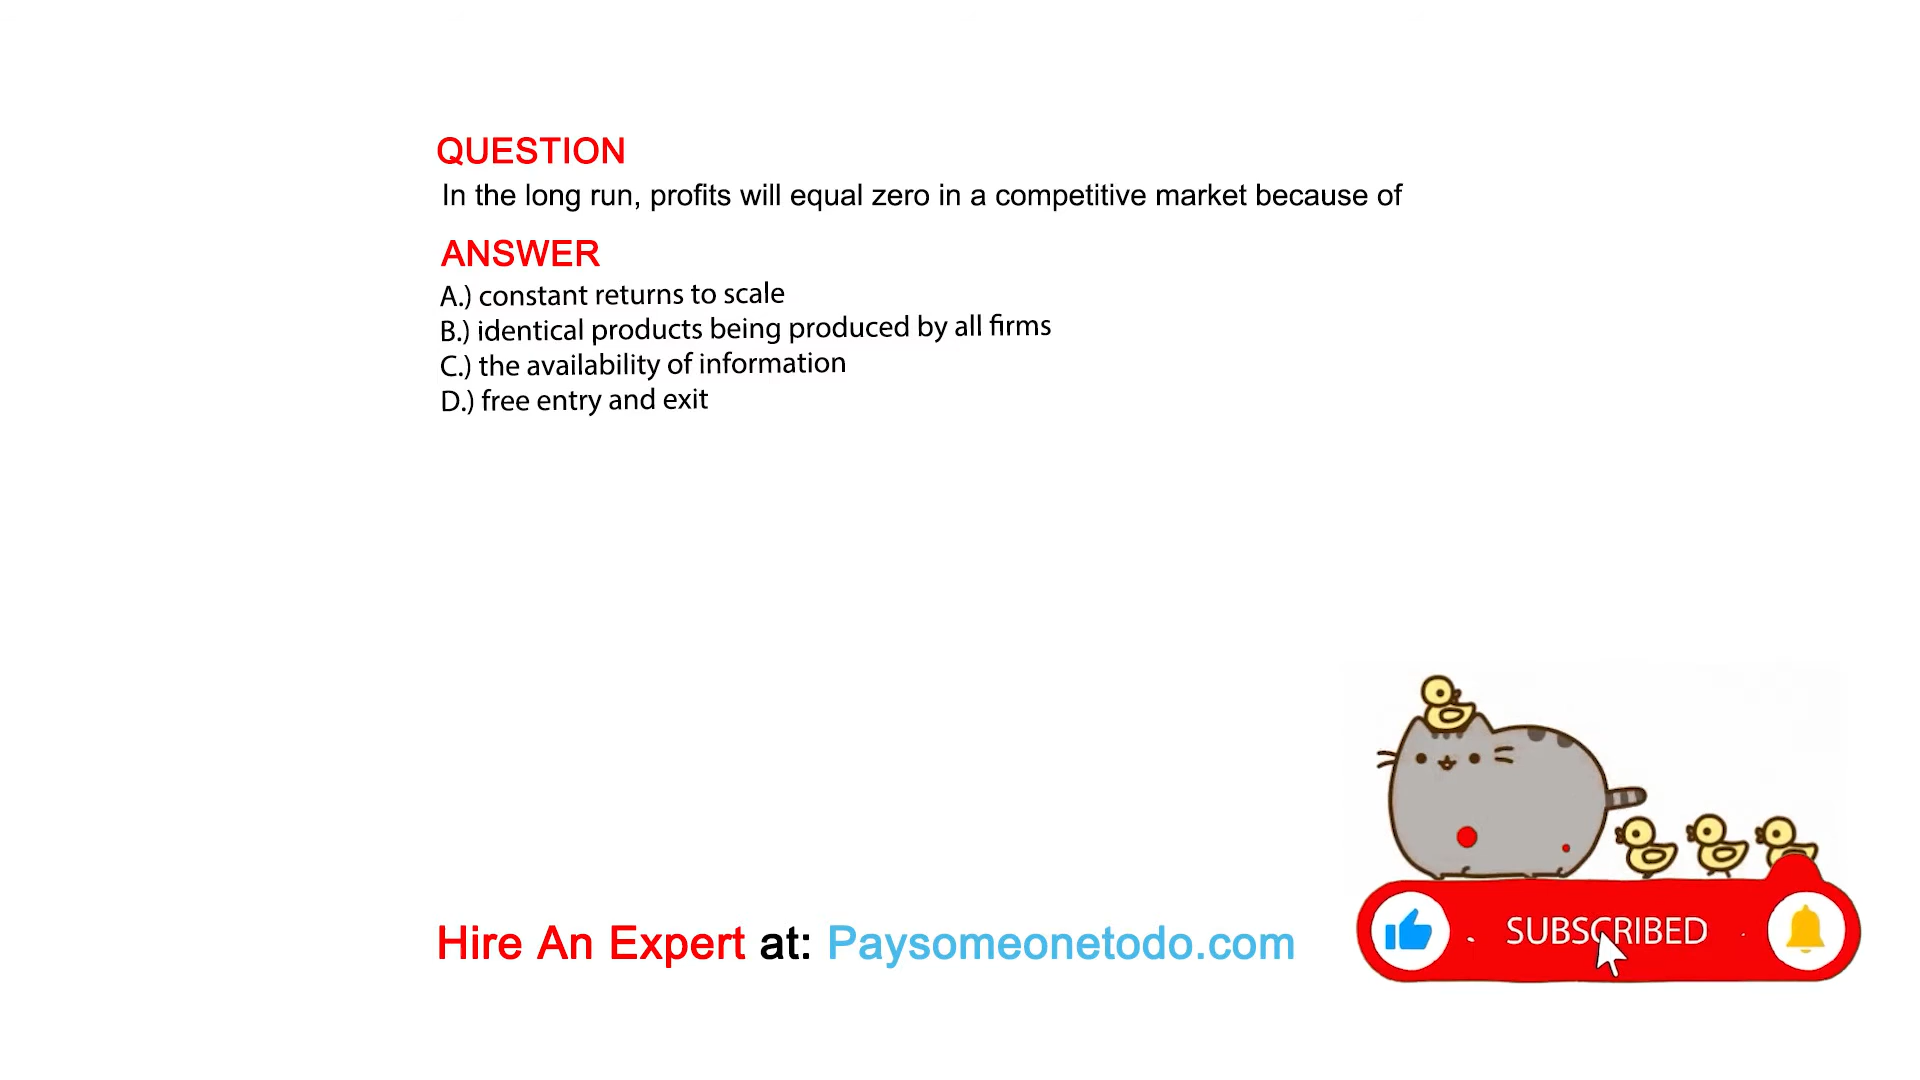 QUESTION
In the long run, profits will equal zero in a competitive market because of
ANSWER
A.) constant returns to scale
B.) identical products being produced by all firms
C.) the availability of information
D.) free entry and exit
Hire An Expert at: Paysomeonetodo.com
SUBSCRIBED